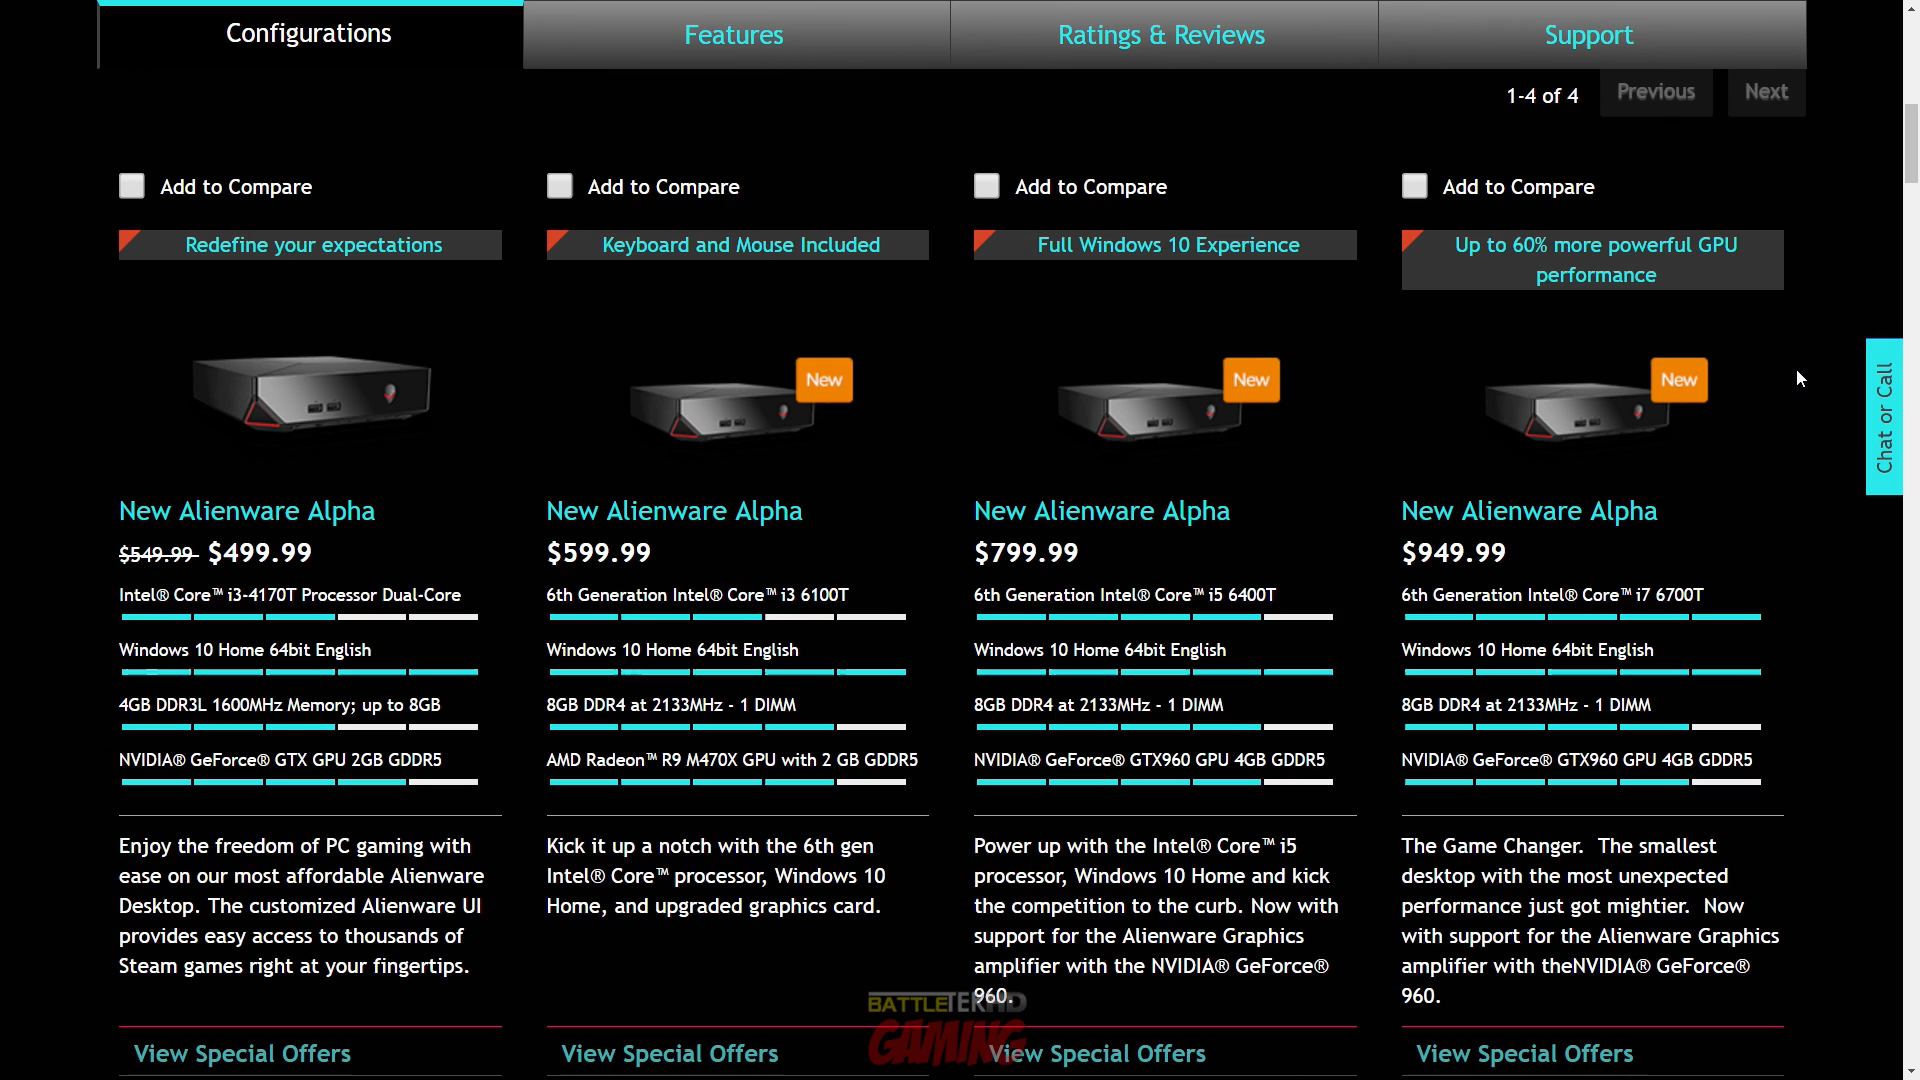 Configurations
Features
Ratings & Reviews
Support
1-4 of 4
Previous
Next
Add to Compare
Redefine your expectations
New Alienware Alpha
$549.99 $499.99
Intel® Core™ i3-4170T Processor Dual-Core
Windows 10 Home 64bit English
4GB DDR3L 1600MHz Memory; up to 8GB
NVIDIA® GeForce® GTX GPU 2GB GDDR5
Enjoy the freedom of PC gaming with
ease on our most affordable Alienware
Desktop. The customized Alienware UI
provides easy access to thousands of
Steam games right at your fingertips.
View Special Offers
Add to Compare
Keyboard and Mouse Included
New
New Alienware Alpha
$599.99
6th Generation Intel® Core™ i3 6100T
Windows 10 Home 64bit English
8GB DDR4 at 2133MHz - 1 DIMM
AMD Radeon™ R9 M470X GPU with 2 GB GDDR5
Kick it up a notch with the 6th gen
Intel® Core™ processor, Windows 10
Home, and upgraded graphics card.
View Special Offers
Add to Compare
Full Windows 10 Experience
New
New Alienware Alpha
$799.99
6th Generation Intel® Core™ i5 6400T
Windows 10 Home 64bit English
8GB DDR4 at 2133MHz - 1 DIMM
NVIDIA® GeForce® GTX960 GPU 4GB GDDR5
Power up with the Intel® Core™ i5
processor, Windows 10 Home and kick
the competition to the curb. Now with
support for the Alienware Graphics
amplifier with the NVIDIA® GeForce®
960.
View Special Offers
Add to Compare
Up to 60% more powerful GPU
performance
New
New Alienware Alpha
$949.99
6th Generation Intel® Core™ i7 6700T
Windows 10 Home 64bit English
8GB DDR4 at 2133MHz - 1 DIMM
NVIDIA® GeForce® GTX960 GPU 4GB GDDR5
The Game Changer. The smallest
desktop with the most unexpected
performance just got mightier. Now
with support for the Alienware Graphics
amplifier with theNVIDIA® GeForce®
960.
View Special Offers
Chat or Call
GAMING